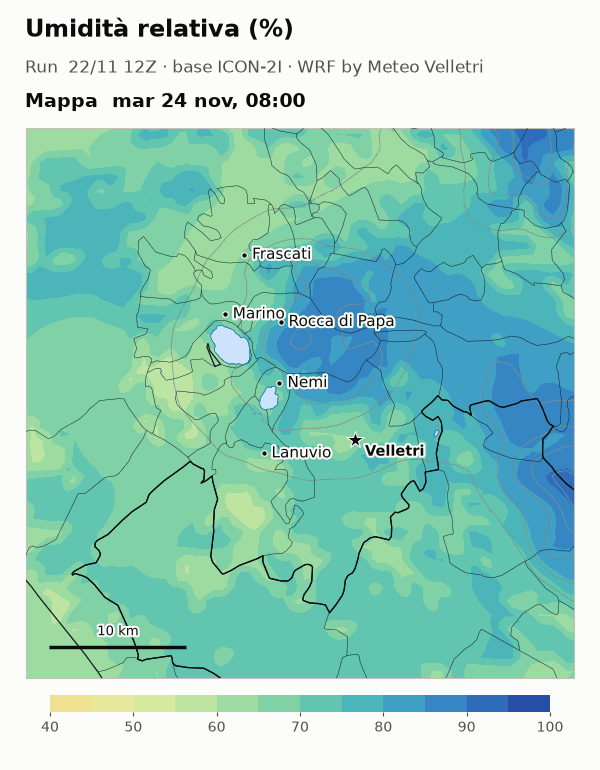 Umidità relativa (%)
Run  22/11 12Z · base ICON-2I · WRF by Meteo Velletri
Mappa  mar 24 nov, 08:00
Frascati
Marino
Rocca di Papa
Nemi
Velletri
Lanuvio
10 km
40 50 60 70 80 90 100